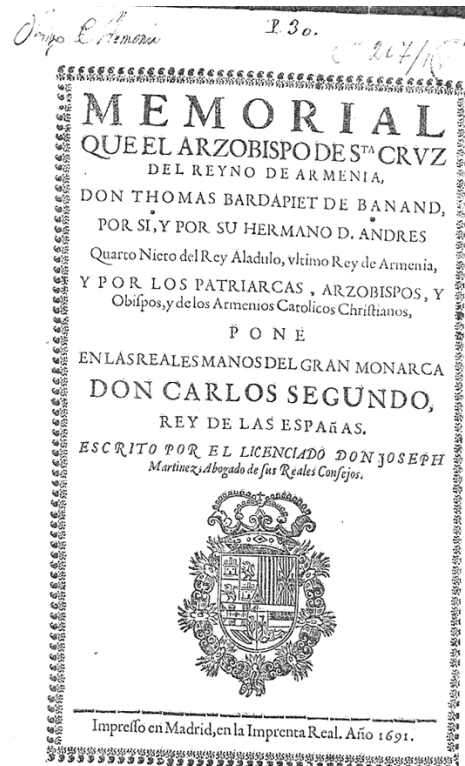 P. 30.
MEMORIAL
QUE EL ARZOBISPO DE Sᵀᴬ CRVZ
DEL REYNO DE ARMENIA,
DON THOMAS BARDAPIET DE BANAND,
POR SI, Y POR SU HERMANO D. ANDRES
Quarto Nieto del Rey Aladulo, vltimo Rey de Armenia,
Y POR LOS PATRIARCAS, ARZOBISPOS, Y
Obiſpos, y de los Armenios Catolicos Chriſtianos,
PONE
EN LAS REALES MANOS DEL GRAN MONARCA
DON CARLOS SEGUNDO,
REY DE LAS ESPAñAS.
ESCRITO POR EL LICENCIADO DON JOSEPH
Martinez, Abogado de ſus Reales Conſejos.
Impreſſo en Madrid, en la Imprenta Real. Año 1691.